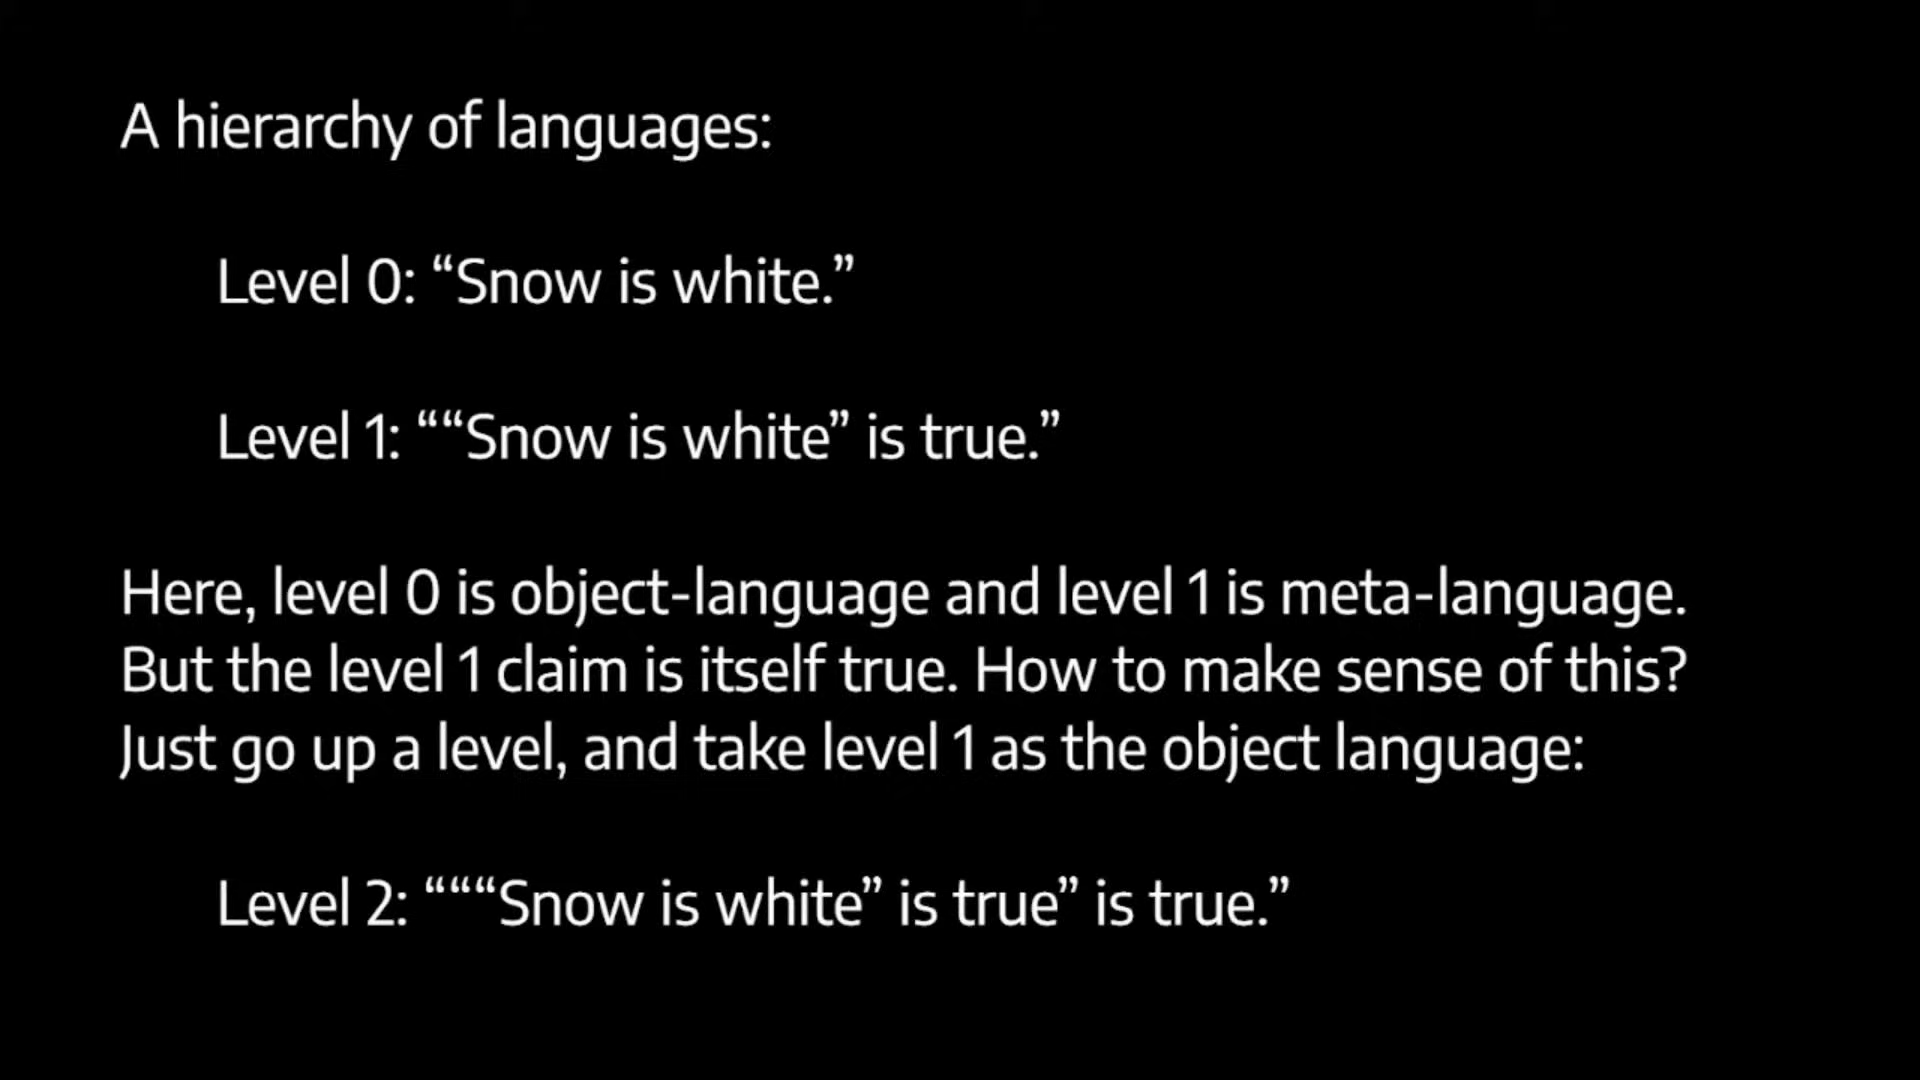 A hierarchy of languages:
Level 0: “Snow is white.”
Level 1: ““Snow is white” is true.”
Here, level 0 is object-language and level 1 is meta-language.
But the level 1 claim is itself true. How to make sense of this?
Just go up a level, and take level 1 as the object language:
Level 2: “““Snow is white” is true” is true.”